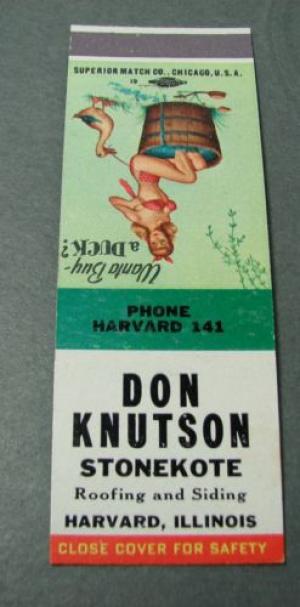 SUPERIOR MATCH CO., CHICAGO, U.S.A.
Wanta Buy-
a DUCK?
PHONE
HARVARD 141
DON
KNUTSON
STONEKOTE
Roofing and Siding
HARVARD, ILLINOIS
CLOSE COVER FOR SAFETY